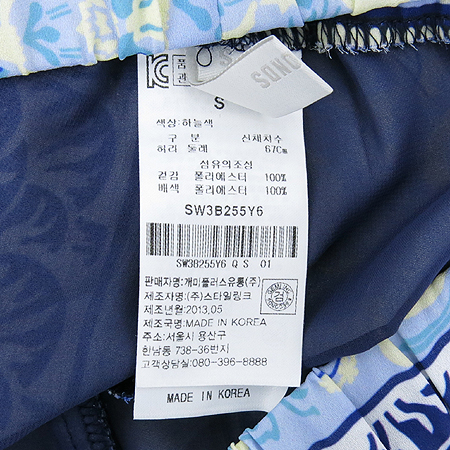 S
색상:하늘색
구 분 신체치수
허리 둘레 67Cm
섬유의조성
겉감 폴리에스터 100%
배색 폴리에스터 100%
SW3B255Y6
SW3B255Y6 Q S 01
판매자명:개미플러스유통(주)
제조자명:(주)스타일링크
제조년월:2013,05
제조국명:MADE IN KOREA
주소:서울시 용산구
한남동 738-36번지
고객상담실:080-396-8888
MADE IN KOREA